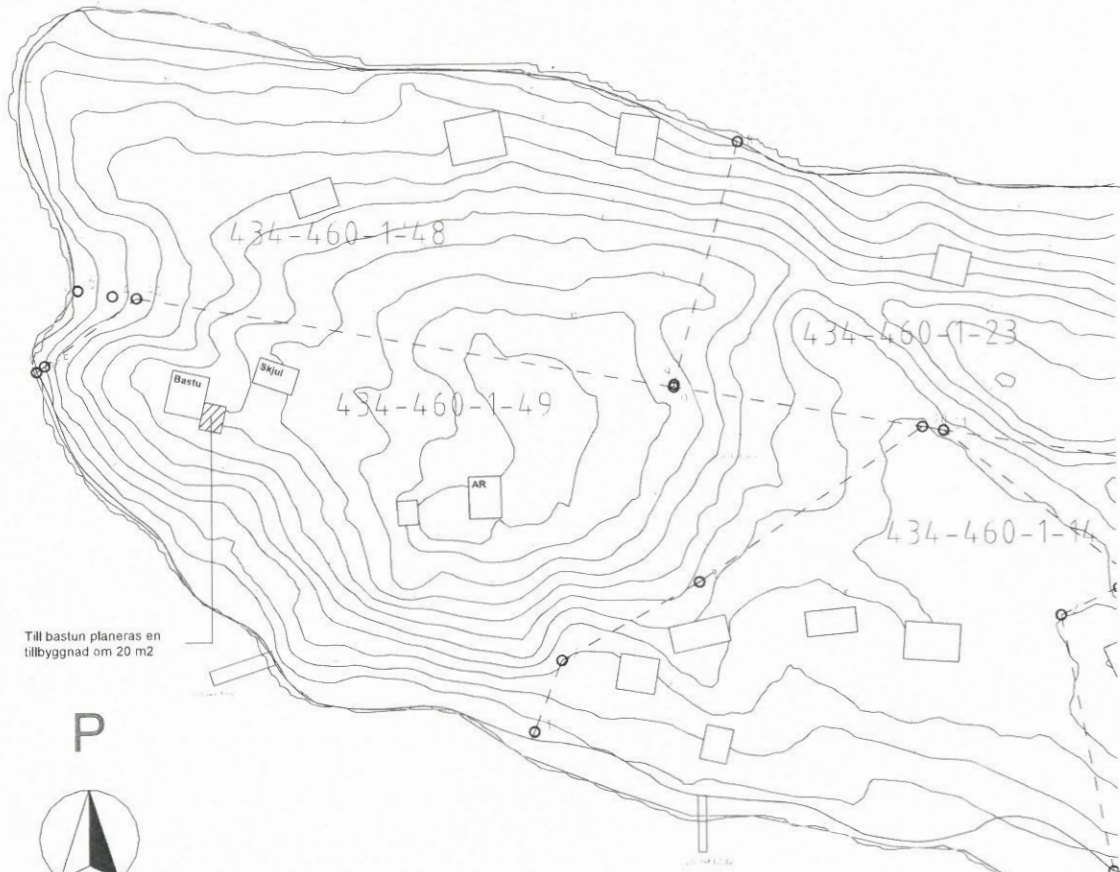 434-460-1-48
434-460-1-23
Bastu
Skjul
434-460-1-49
AR
434-460-1-14
Till bastun planeras en
tillbyggnad om 20 m2
P